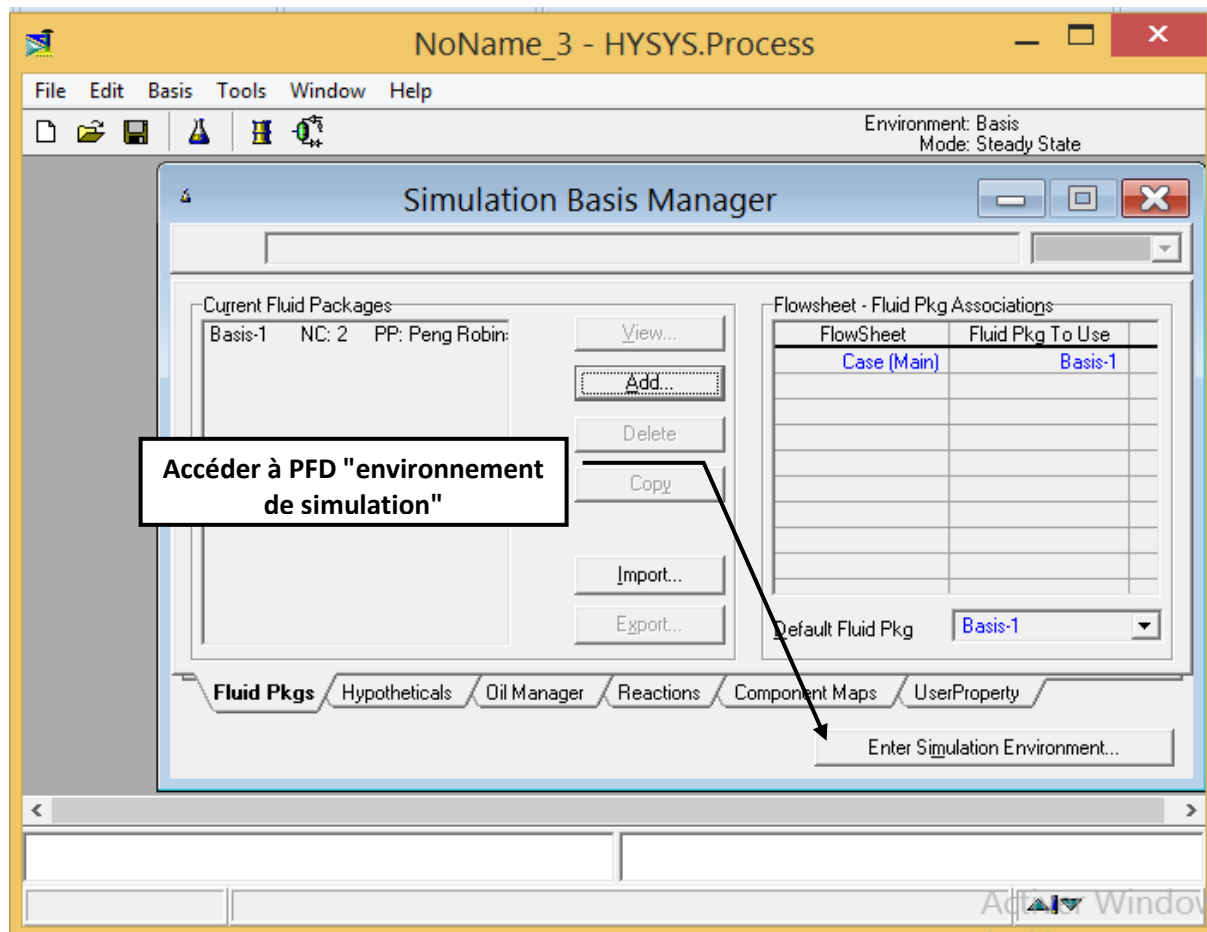 NoName_3 - HYSYS.Process
File Edit Basis Tools Window Help
Environment: Basis
Mode: Steady State
Simulation Basis Manager
Current Fluid Packages
Flowsheet - Fluid Pkg Associations
Basis-1 NC: 2 PP: Peng Robin:
View...
FlowSheet Fluid Pkg To Use
Case (Main) Basis-1
Add...
Delete
Accéder à PFD "environnement
de simulation"
Copy
Import...
Export...
Default Fluid Pkg Basis-1
Fluid Pkgs Hypotheticals Oil Manager Reactions Component Maps UserProperty
Enter Simulation Environment...
Activer Window